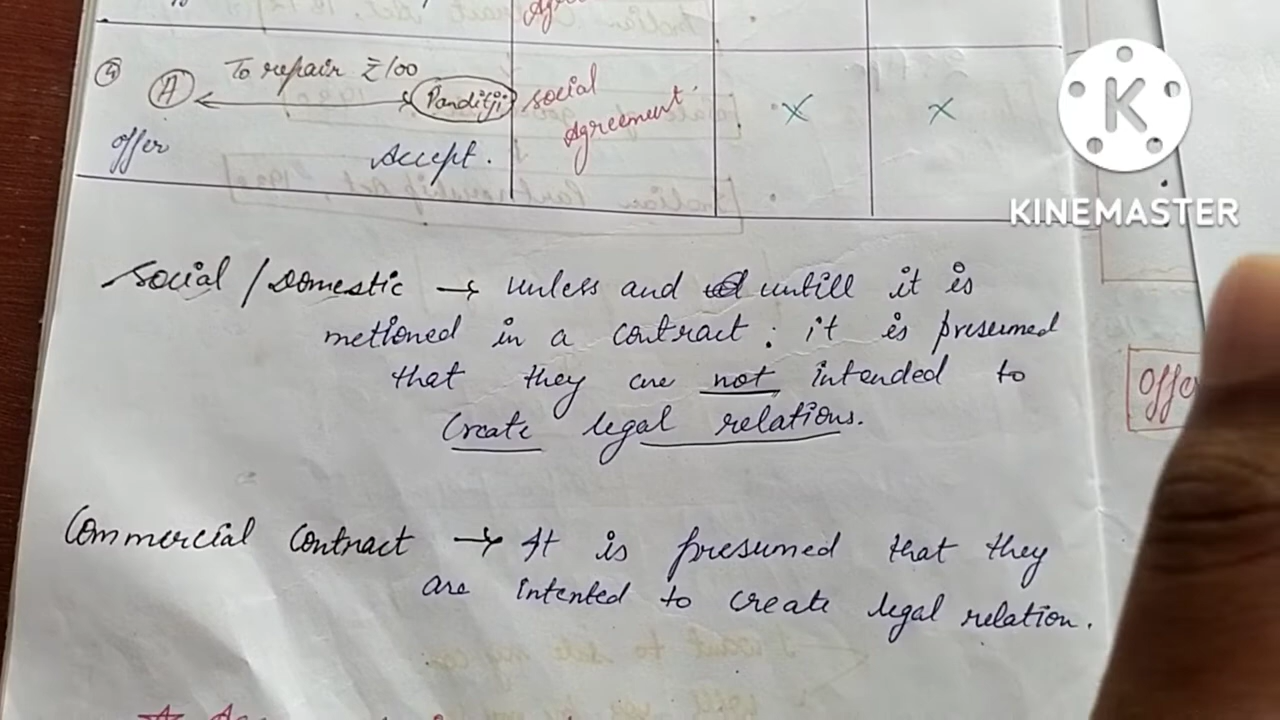 Agree
④ A To repair ₹100 Panditji social Agreement. X X
offer Accept.
Social / Domestic → unless and untill it is
metioned in a contract : it is presumed
that they are not intended to
Create legal relations.
Commercial Contract → It is presumed that they
are intented to create legal relation.
Offe
K
KINEMASTER